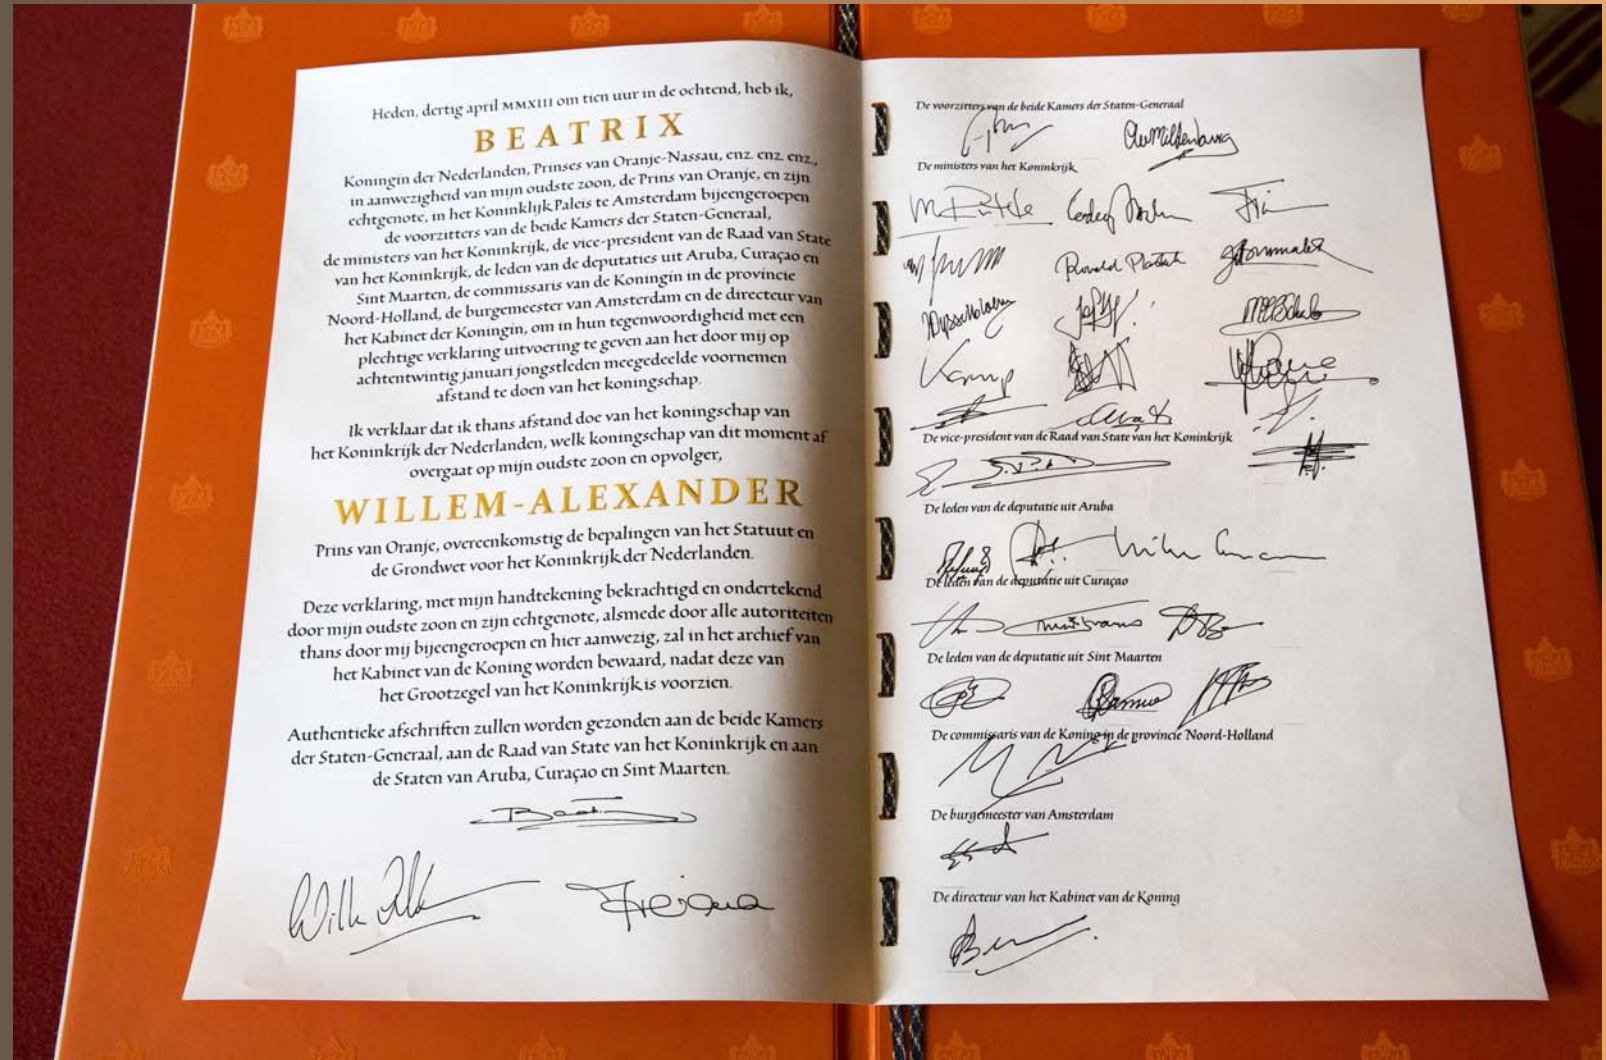 Heden, dertig april MMXIII om tien uur in de ochtend, heb ik,
BEATRIX
Koningin der Nederlanden, Prinses van Oranje-Nassau, enz. enz. enz.,
in aanwezigheid van mijn oudste zoon, de Prins van Oranje, en zijn
echtgenote, in het Koninklijk Paleis te Amsterdam bijeengeroepen
de voorzitters van de beide Kamers der Staten-Generaal,
de ministers van het Koninkrijk, de vice-president van de Raad van State
van het Koninkrijk, de leden van de deputaties uit Aruba, Curaçao en
Sint Maarten, de commissaris van de Koningin in de provincie
Noord-Holland, de burgemeester van Amsterdam en de directeur van
het Kabinet der Koningin, om in hun tegenwoordigheid met een
plechtige verklaring uitvoering te geven aan het door mij op
achtentwintig januari jongstleden meegedeelde voornemen
afstand te doen van het koningschap.
Ik verklaar dat ik thans afstand doe van het koningschap van
het Koninkrijk der Nederlanden, welk koningschap van dit moment af
overgaat op mijn oudste zoon en opvolger,
WILLEM-ALEXANDER
Prins van Oranje, overeenkomstig de bepalingen van het Statuut en
de Grondwet voor het Koninkrijk der Nederlanden.
Deze verklaring, met mijn handtekening bekrachtigd en ondertekend
door mijn oudste zoon en zijn echtgenote, alsmede door alle autoriteiten
thans door mij bijeengeroepen en hier aanwezig, zal in het archief van
het Kabinet van de Koning worden bewaard, nadat deze van
het Grootzegel van het Koninkrijk is voorzien.
Authentieke afschriften zullen worden gezonden aan de beide Kamers
der Staten-Generaal, aan de Raad van State van het Koninkrijk en aan
de Staten van Aruba, Curaçao en Sint Maarten.
De voorzitters van de beide Kamers der Staten-Generaal
De ministers van het Koninkrijk
Ronald Plasterk
Kamp
De vice-president van de Raad van State van het Koninkrijk
De leden van de deputatie uit Aruba
De leden van de deputatie uit Curaçao
De leden van de deputatie uit Sint Maarten
De commissaris van de Koning in de provincie Noord-Holland
De burgemeester van Amsterdam
De directeur van het Kabinet van de Koning